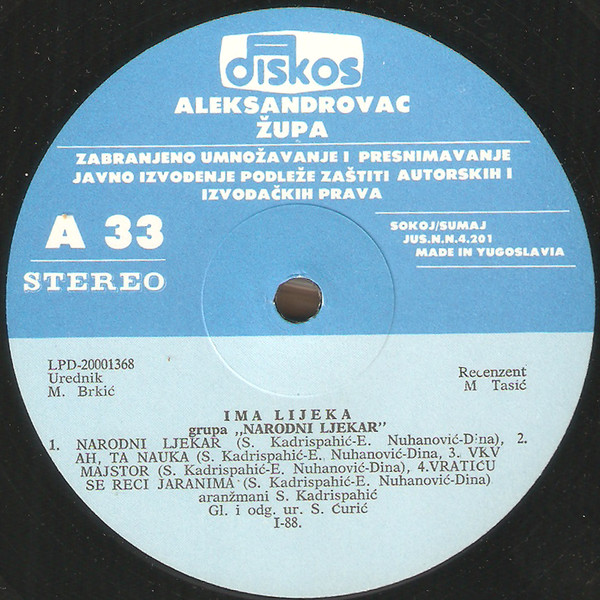 diskos
ALEKSANDROVAC
ŽUPA
ZABRANJENO UMNOŽAVANJE I PRESNIMAVANJE
JAVNO IZVOĐENJE PODLEŽE ZAŠTITI AUTORSKIH I
IZVOĐAČKIH PRAVA
A 33
STEREO
SOKOJ/SUMAJ
JUS.N.N.4.201
MADE IN YUGOSLAVIA
LPD-20001368
Urednik
M. Brkić
Recenzent
M Tasić
IMA LIJEKA
grupa „NARODNI LJEKAR"
1. NARODNI LJEKAR (S. Kadrispahić-E. Nuhanović-Dina), 2.
AH, TA NAUKA (S. Kadrispahić-E. Nuhanović-Dina, 3. VKV
MAJSTOR (S. Kadrispahić-E. Nuhanović-Dina), 4.VRATIĆU
SE RECI JARANIMA (S. Kadrispahić-E. Nuhanović-Dina)
aranžmani S. Kadrispahić
Gl. i odg. ur. S. Ćurić
I-88.